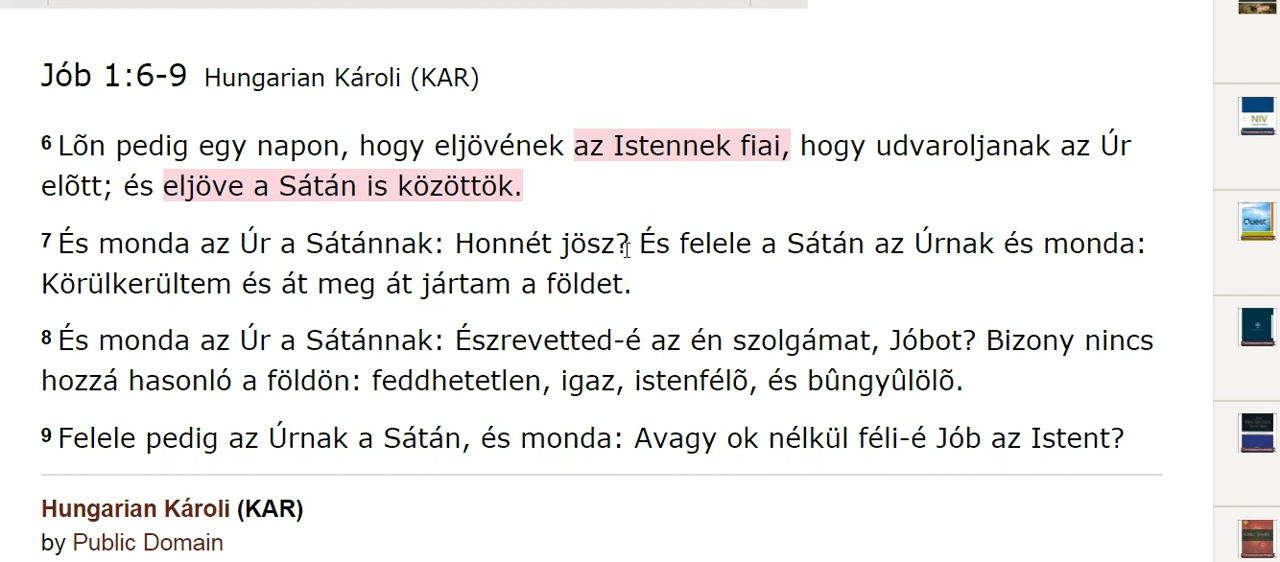 Jób 1:6-9 Hungarian Károli (KAR)
6 Lõn pedig egy napon, hogy eljövének az Istennek fiai, hogy udvaroljanak az Úr
elõtt; és eljöve a Sátán is közöttök.
7 És monda az Úr a Sátánnak: Honnét jösz? És felele a Sátán az Úrnak és monda:
Körülkerültem és át meg át jártam a földet.
8 És monda az Úr a Sátánnak: Észrevetted-é az én szolgámat, Jóbot? Bizony nincs
hozzá hasonló a földön: feddhetetlen, igaz, istenfélõ, és bûngyûlölõ.
9 Felele pedig az Úrnak a Sátán, és monda: Avagy ok nélkül féli-é Jób az Istent?
Hungarian Károli (KAR)
by Public Domain
NIV
Quest